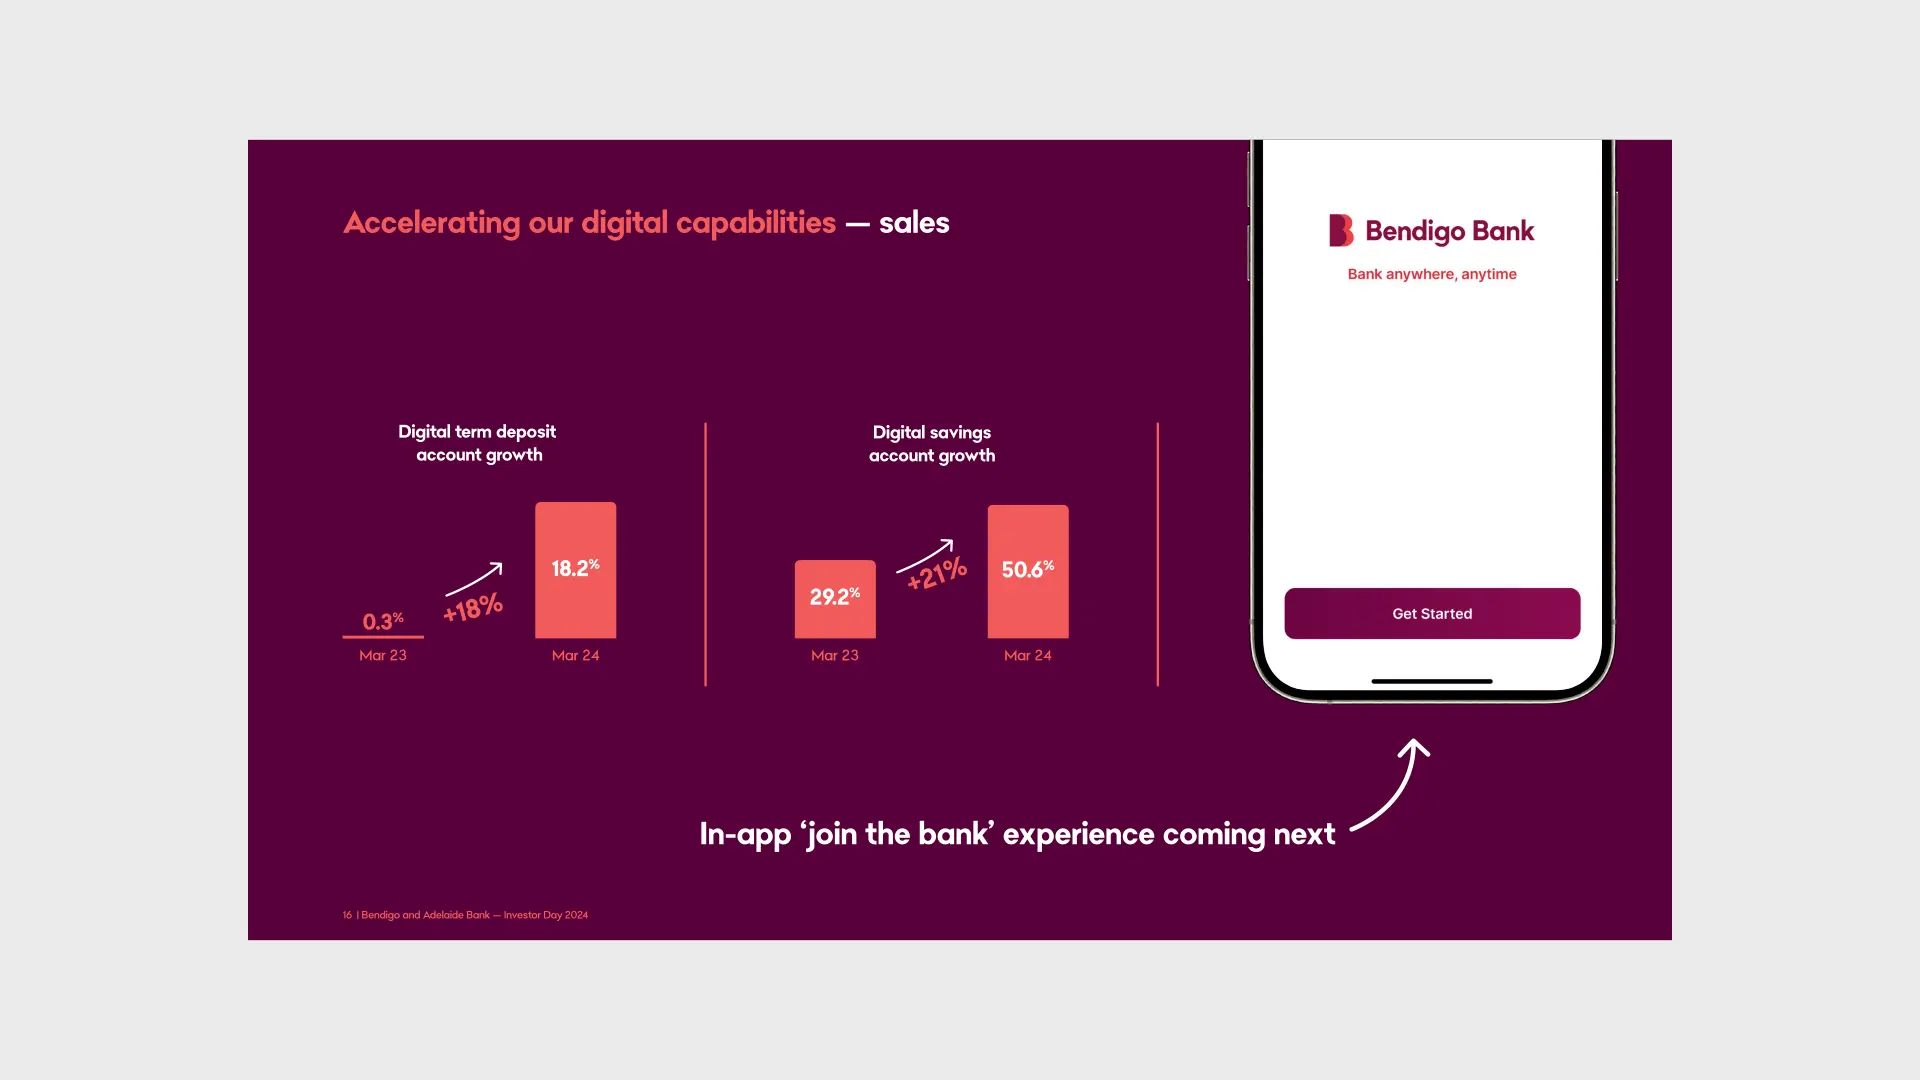 Accelerating our digital capabilities — sales
Bendigo Bank
Bank anywhere, anytime
Digital term deposit
account growth
0.3%
+18%
18.2%
Mar 23
Mar 24
Digital savings
account growth
29.2%
+21%
50.6%
Mar 23
Mar 24
Get Started
In-app ‘join the bank’ experience coming next
16 | Bendigo and Adelaide Bank — Investor Day 2024